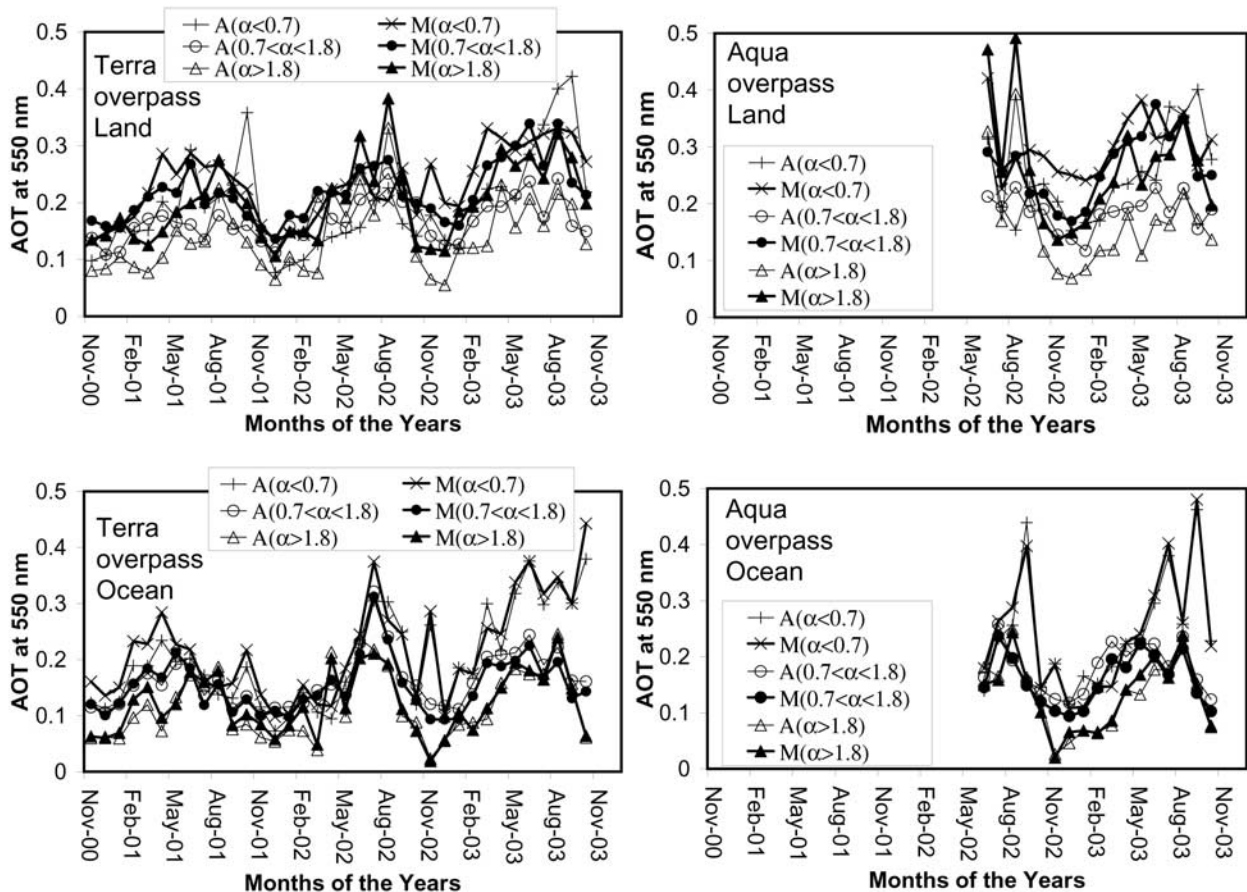 A(α<0.7) M(α<0.7)
A(0.7<α<1.8) M(0.7<α<1.8)
A(α>1.8) M(α>1.8)
Terra
overpass
Land
AOT at 550 nm
0.5
0.4
0.3
0.2
0.1
0
Nov-00
Feb-01
May-01
Aug-01
Nov-01
Feb-02
May-02
Aug-02
Nov-02
Feb-03
May-03
Aug-03
Nov-03
Months of the Years
Aqua
overpass
Land
A(α<0.7)
M(α<0.7)
A(0.7<α<1.8)
M(0.7<α<1.8)
A(α>1.8)
M(α>1.8)
AOT at 550 nm
0.5
0.4
0.3
0.2
0.1
0
Nov-00
Feb-01
May-01
Aug-01
Nov-01
Feb-02
May-02
Aug-02
Nov-02
Feb-03
May-03
Aug-03
Nov-03
Months of the Years
A(α<0.7) M(α<0.7)
A(0.7<α<1.8) M(0.7<α<1.8)
A(α>1.8) M(α>1.8)
Terra
overpass
Ocean
AOT at 550 nm
0.5
0.4
0.3
0.2
0.1
0
Nov-00
Feb-01
May-01
Aug-01
Nov-01
Feb-02
May-02
Aug-02
Nov-02
Feb-03
May-03
Aug-03
Nov-03
Months of the Years
Aqua
overpass
Ocean
A(α<0.7)
M(α<0.7)
A(0.7<α<1.8)
M(0.7<α<1.8)
A(α>1.8)
M(α>1.8)
AOT at 550 nm
0.5
0.4
0.3
0.2
0.1
0
Nov-00
Feb-01
May-01
Aug-01
Nov-01
Feb-02
May-02
Aug-02
Nov-02
Feb-03
May-03
Aug-03
Nov-03
Months of the Years